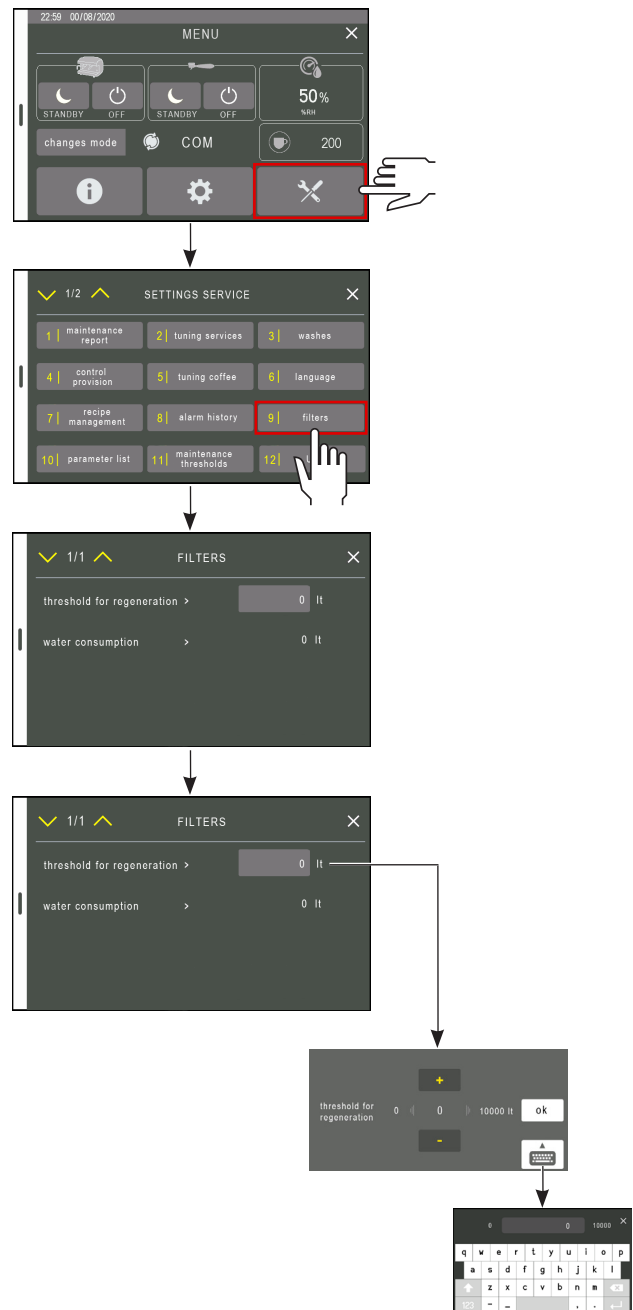 22:59 00/08/2020
MENU
50%
%RH
STANDBY OFF STANDBY OFF
changes mode COM 200
1/2 SETTINGS SERVICE
1 maintenance report
2 tuning services
3 washes
4 control provision
5 tuning coffee
6 language
7 recipe management
8 alarm history
9 filters
10 parameter list
11 maintenance thresholds
12
1/1 FILTERS
threshold for regeneration > 0 lt
water consumption > 0 lt
1/1 FILTERS
threshold for regeneration > 0 lt
water consumption > 0 lt
+
threshold for regeneration 0 0 10000 lt ok
-
0 0 10000 ×
q w e r t y u i o p
a s d f g h j k l
z x c v b n m
123 - _ , .